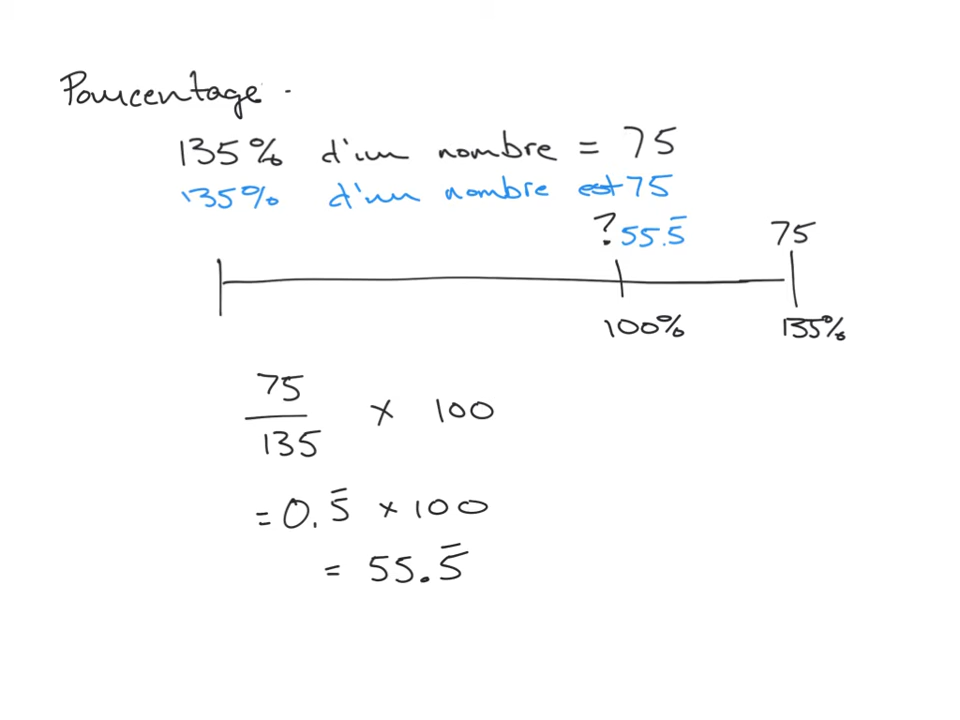 Pourcentage.
135% d'un nombre = 75
135% d'un nombre est 75
? 55.5̄ 75
100% 135%
75
135 × 100
= 0.5̄ × 100
= 55.5̄